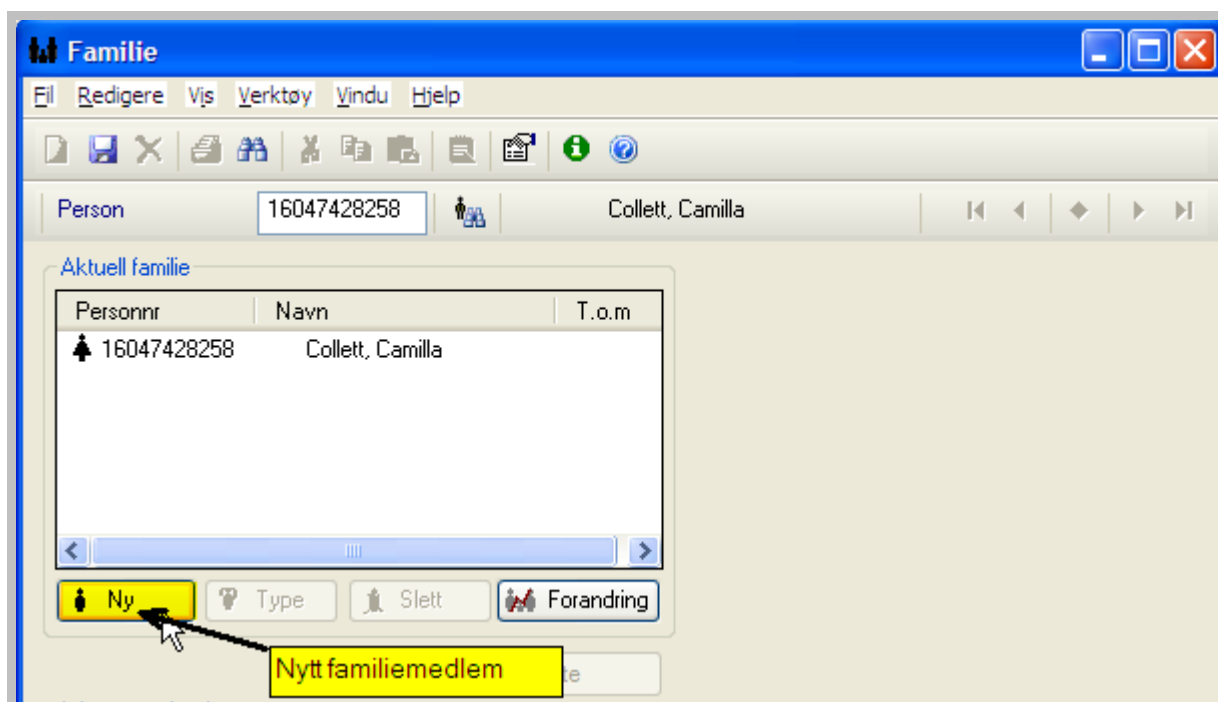 Familie
Fil Redigere Vis Verktøy Vindu Hjelp
Person 16047428258 Collett, Camilla
Aktuell familie
Personnr Navn T.o.m
16047428258 Collett, Camilla
Ny Type Slett Forandring
Nytt familiemedlem